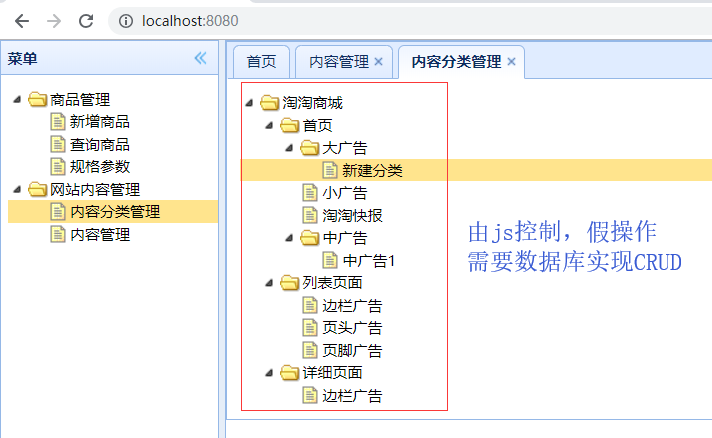 localhost:8080
菜单
商品管理
新增商品
查询商品
规格参数
网站内容管理
内容分类管理
内容管理
首页 内容管理 内容分类管理
淘淘商城
首页
大广告
新建分类
小广告
淘淘快报
中广告
中广告1
列表页面
边栏广告
页头广告
页脚广告
详细页面
边栏广告
由js控制，假操作
需要数据库实现CRUD